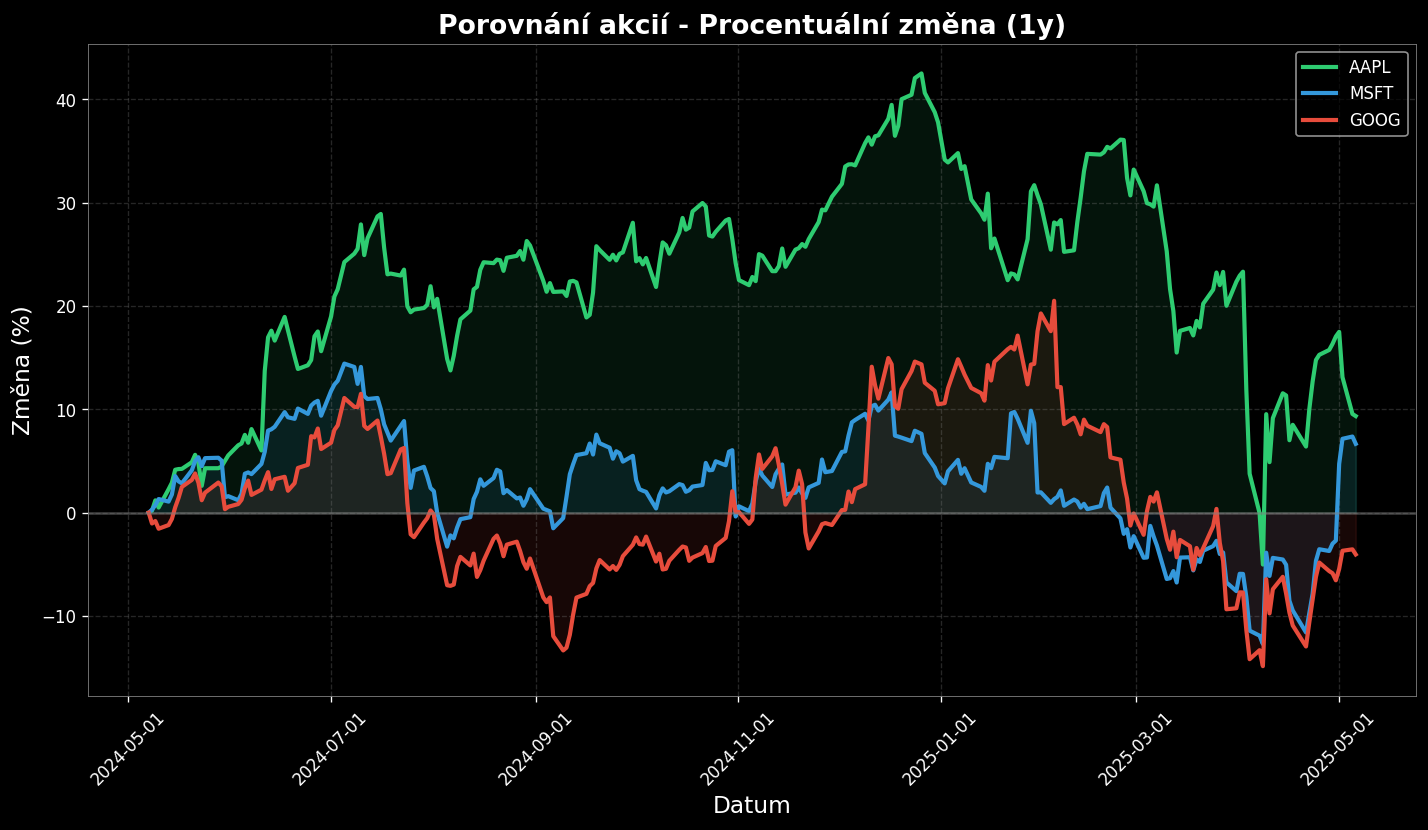 Porovnání akcií - Procentuální změna (1y)
AAPL
MSFT
GOOG
Změna (%)
40
30
20
10
0
−10
2024-05-01
2024-07-01
2024-09-01
2024-11-01
2025-01-01
2025-03-01
2025-05-01
Datum